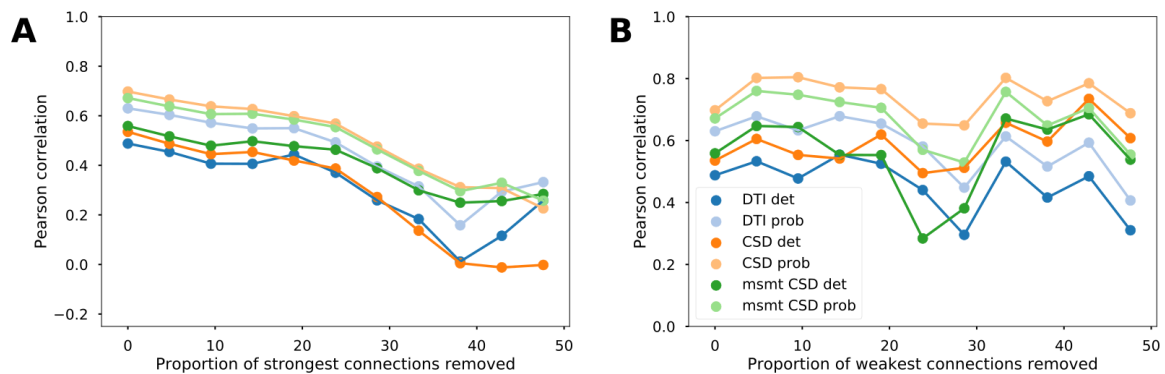 A
1.0
0.8
0.6
0.4
0.2
0.0
−0.2
Pearson correlation
0 10 20 30 40 50
Proportion of strongest connections removed
B
1.0
0.8
0.6
0.4
0.2
0.0
Pearson correlation
DTI det
DTI prob
CSD det
CSD prob
msmt CSD det
msmt CSD prob
0 10 20 30 40 50
Proportion of weakest connections removed